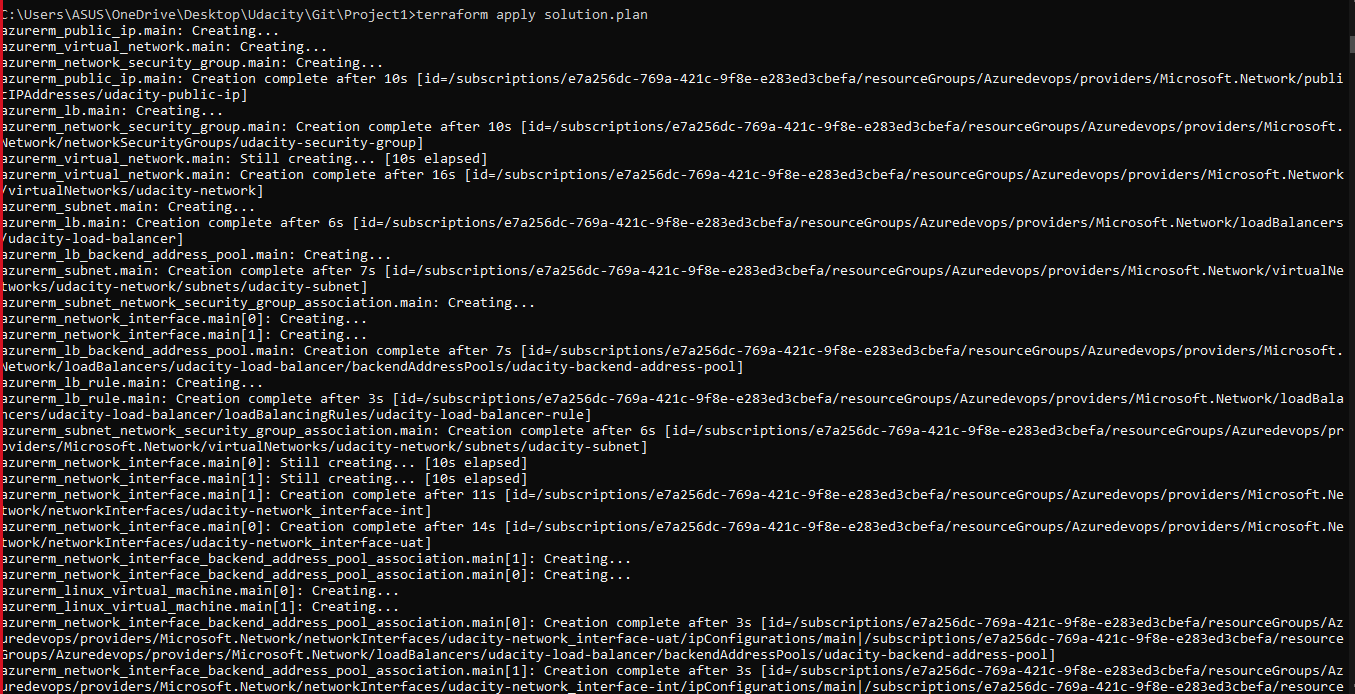 C:\Users\ASUS\OneDrive\Desktop\Udacity\Git\Project1>terraform apply solution.plan
azurerm_public_ip.main: Creating...
azurerm_virtual_network.main: Creating...
azurerm_network_security_group.main: Creating...
azurerm_public_ip.main: Creation complete after 10s [id=/subscriptions/e7a256dc-769a-421c-9f8e-e283ed3cbefa/resourceGroups/Azuredevops/providers/Microsoft.Network/publi
cIPAddresses/udacity-public-ip]
azurerm_lb.main: Creating...
azurerm_network_security_group.main: Creation complete after 10s [id=/subscriptions/e7a256dc-769a-421c-9f8e-e283ed3cbefa/resourceGroups/Azuredevops/providers/Microsoft.
Network/networkSecurityGroups/udacity-security-group]
azurerm_virtual_network.main: Still creating... [10s elapsed]
azurerm_virtual_network.main: Creation complete after 16s [id=/subscriptions/e7a256dc-769a-421c-9f8e-e283ed3cbefa/resourceGroups/Azuredevops/providers/Microsoft.Network
/virtualNetworks/udacity-network]
azurerm_subnet.main: Creating...
azurerm_lb.main: Creation complete after 6s [id=/subscriptions/e7a256dc-769a-421c-9f8e-e283ed3cbefa/resourceGroups/Azuredevops/providers/Microsoft.Network/loadBalancers
/udacity-load-balancer]
azurerm_lb_backend_address_pool.main: Creating...
azurerm_subnet.main: Creation complete after 7s [id=/subscriptions/e7a256dc-769a-421c-9f8e-e283ed3cbefa/resourceGroups/Azuredevops/providers/Microsoft.Network/virtualNe
tworks/udacity-network/subnets/udacity-subnet]
azurerm_subnet_network_security_group_association.main: Creating...
azurerm_network_interface.main[0]: Creating...
azurerm_network_interface.main[1]: Creating...
azurerm_lb_backend_address_pool.main: Creation complete after 7s [id=/subscriptions/e7a256dc-769a-421c-9f8e-e283ed3cbefa/resourceGroups/Azuredevops/providers/Microsoft.
Network/loadBalancers/udacity-load-balancer/backendAddressPools/udacity-backend-address-pool]
azurerm_lb_rule.main: Creating...
azurerm_lb_rule.main: Creation complete after 3s [id=/subscriptions/e7a256dc-769a-421c-9f8e-e283ed3cbefa/resourceGroups/Azuredevops/providers/Microsoft.Network/loadBala
ncers/udacity-load-balancer/loadBalancingRules/udacity-load-balancer-rule]
azurerm_subnet_network_security_group_association.main: Creation complete after 6s [id=/subscriptions/e7a256dc-769a-421c-9f8e-e283ed3cbefa/resourceGroups/Azuredevops/pr
oviders/Microsoft.Network/virtualNetworks/udacity-network/subnets/udacity-subnet]
azurerm_network_interface.main[0]: Still creating... [10s elapsed]
azurerm_network_interface.main[1]: Still creating... [10s elapsed]
azurerm_network_interface.main[1]: Creation complete after 11s [id=/subscriptions/e7a256dc-769a-421c-9f8e-e283ed3cbefa/resourceGroups/Azuredevops/providers/Microsoft.Ne
twork/networkInterfaces/udacity-network_interface-int]
azurerm_network_interface.main[0]: Creation complete after 14s [id=/subscriptions/e7a256dc-769a-421c-9f8e-e283ed3cbefa/resourceGroups/Azuredevops/providers/Microsoft.Ne
twork/networkInterfaces/udacity-network_interface-uat]
azurerm_network_interface_backend_address_pool_association.main[1]: Creating...
azurerm_network_interface_backend_address_pool_association.main[0]: Creating...
azurerm_linux_virtual_machine.main[0]: Creating...
azurerm_linux_virtual_machine.main[1]: Creating...
azurerm_network_interface_backend_address_pool_association.main[0]: Creation complete after 3s [id=/subscriptions/e7a256dc-769a-421c-9f8e-e283ed3cbefa/resourceGroups/Az
uredevops/providers/Microsoft.Network/networkInterfaces/udacity-network_interface-uat/ipConfigurations/main|/subscriptions/e7a256dc-769a-421c-9f8e-e283ed3cbefa/resource
Groups/Azuredevops/providers/Microsoft.Network/loadBalancers/udacity-load-balancer/backendAddressPools/udacity-backend-address-pool]
azurerm_network_interface_backend_address_pool_association.main[1]: Creation complete after 3s [id=/subscriptions/e7a256dc-769a-421c-9f8e-e283ed3cbefa/resourceGroups/Az
uredevops/providers/Microsoft.Network/networkInterfaces/udacity-network_interface-int/ipConfigurations/main|/subscriptions/e7a256dc-769a-421c-9f8e-e283ed3cbefa/resource